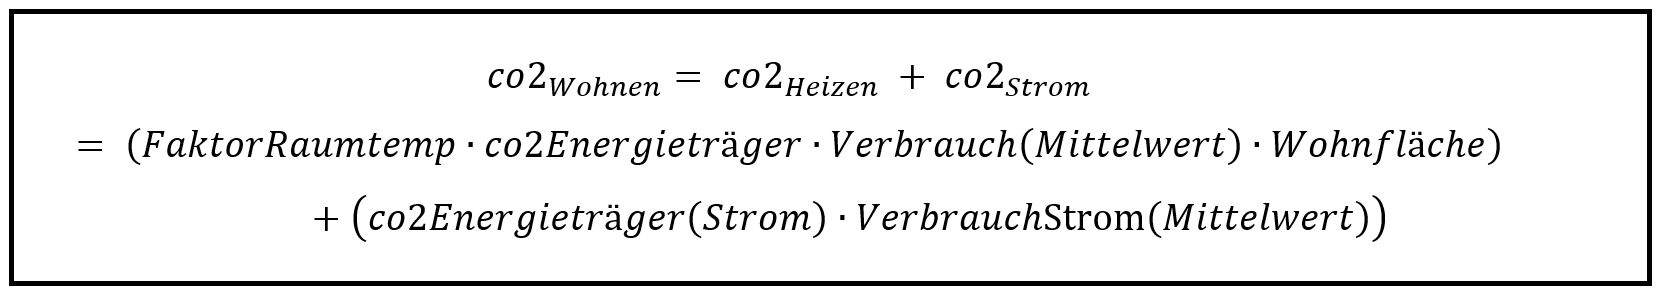 co2_Wohnen = co2_Heizen + co2_Strom
= (FaktorRaumtemp · co2Energieträger · Verbrauch(Mittelwert) · Wohnfläche)
+ (co2Energieträger(Strom) · VerbrauchStrom(Mittelwert))